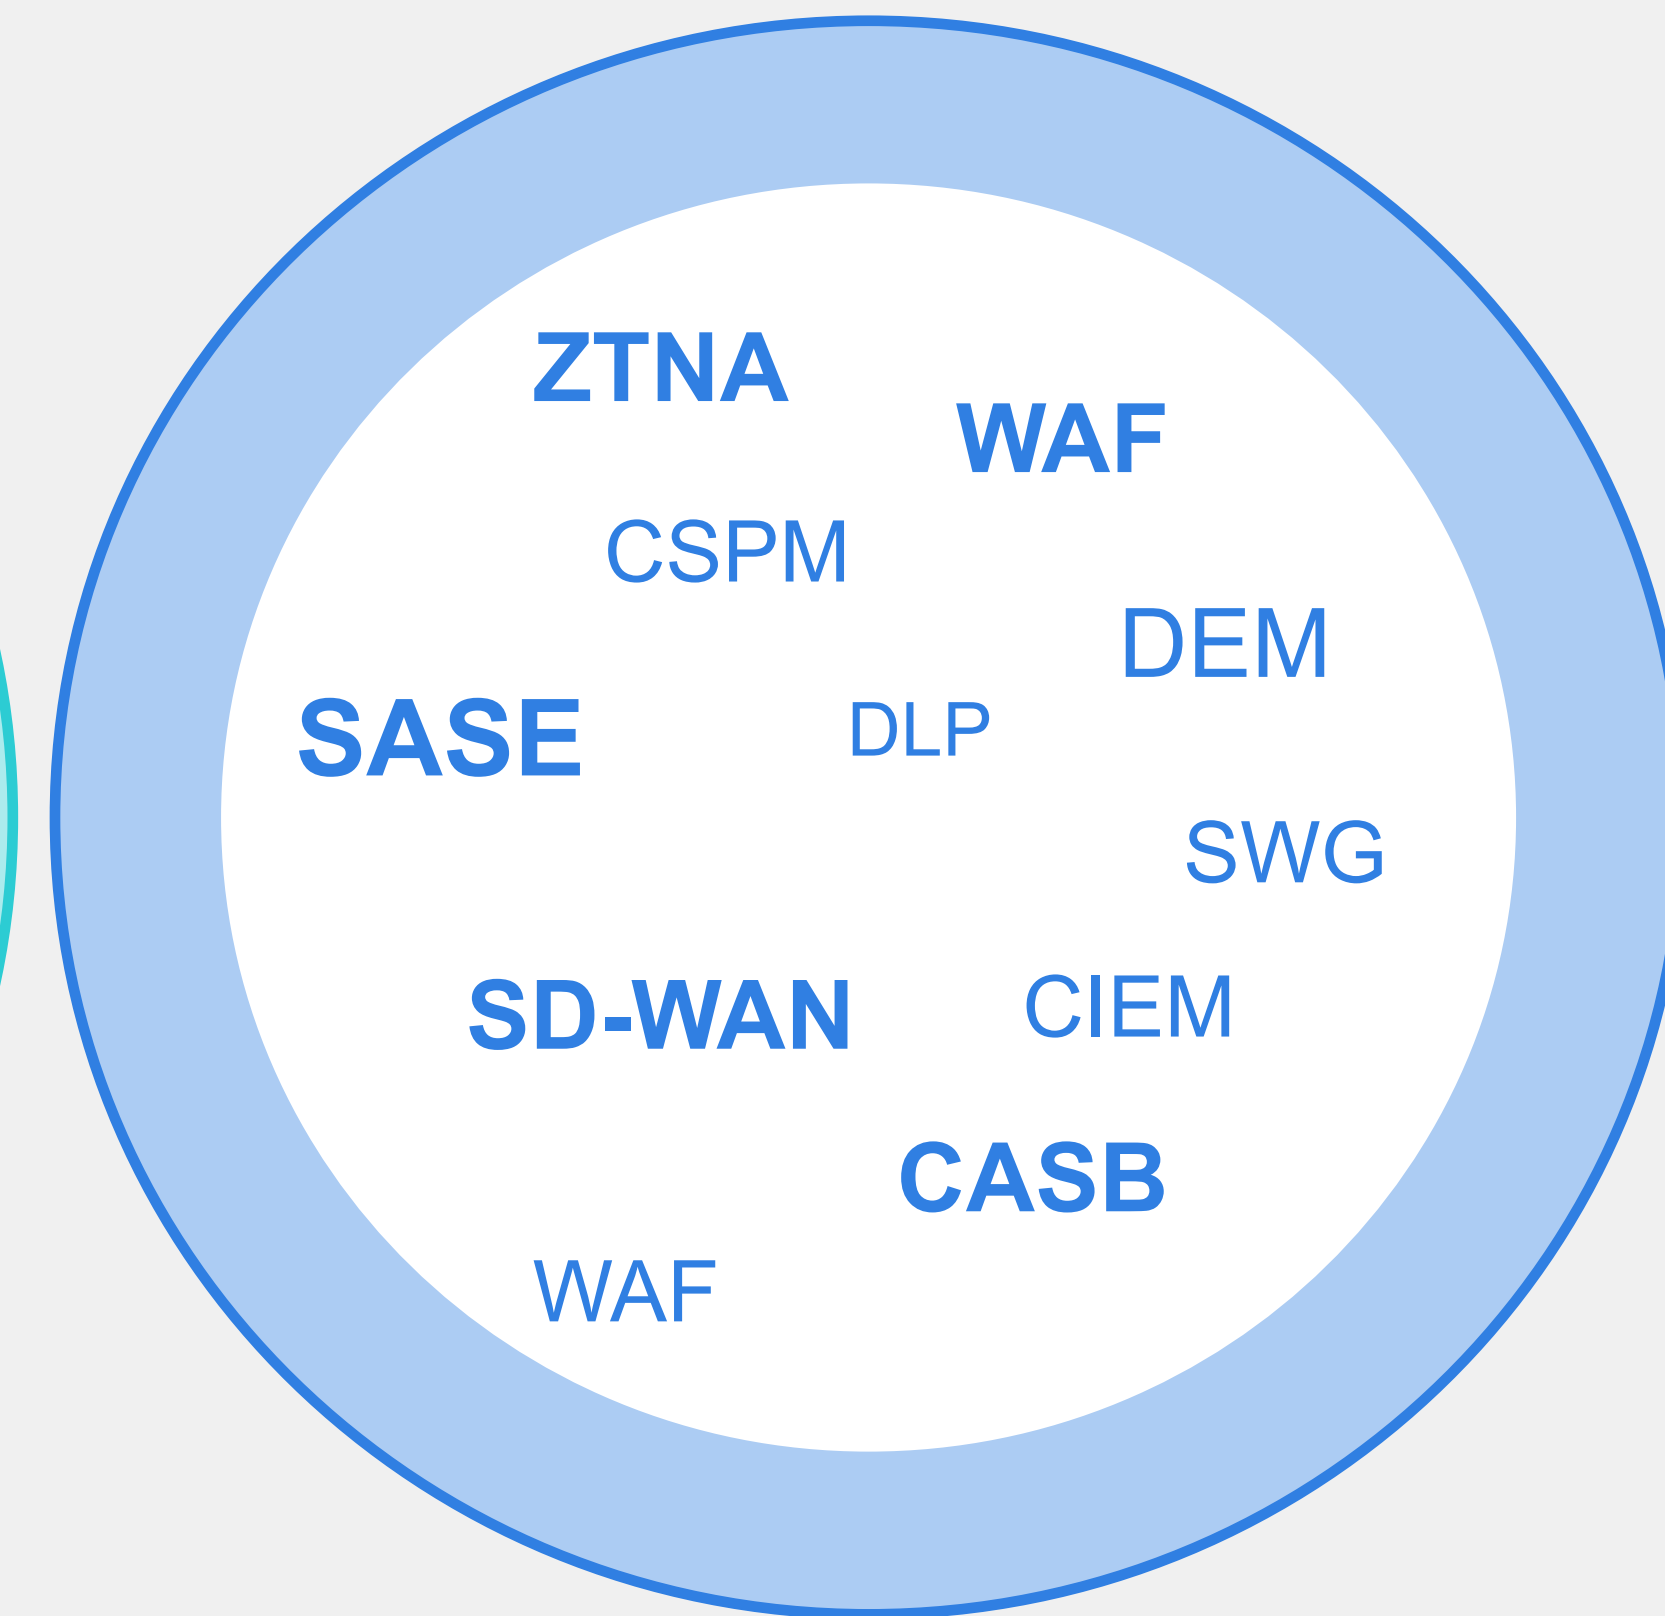 ZTNA
WAF
CSPM
DEM
SASE
DLP
SWG
SD-WAN
CIEM
CASB
WAF